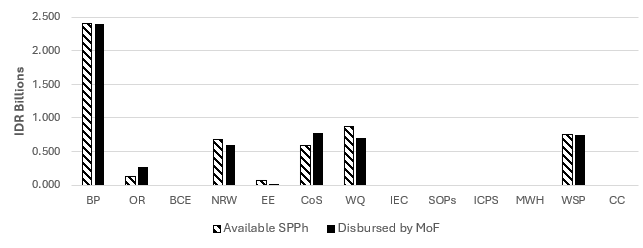 2.500
2.000
1.500
1.000
0.500
0.000
IDR Billions
BP OR BCE NRW EE CoS WQ IEC SOPs ICPS MWH WSP CC
Available SPPh Disbursed by MoF